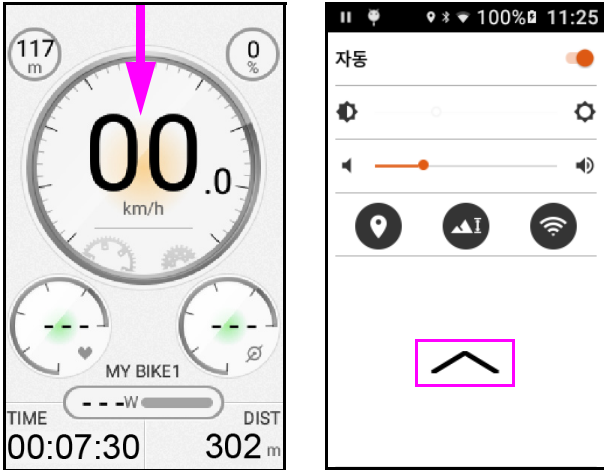 117
m
0
%
00.0
km/h
- - -
- - -
MY BIKE1
- - -W
TIME
DIST
00:07:30
302 m
100% 11:25
자동